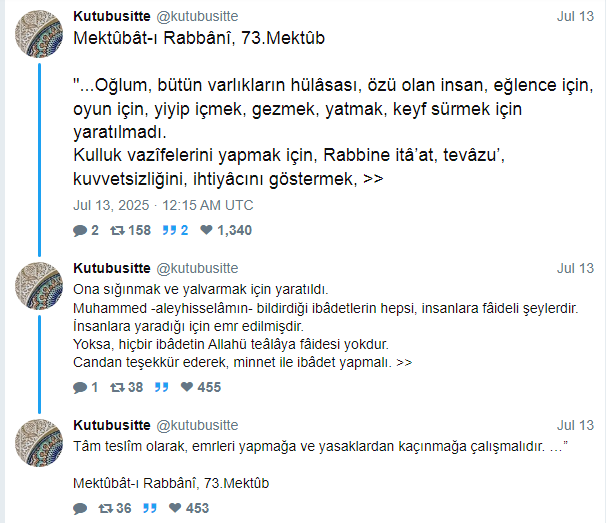 Kutubusitte @kutubusitte Jul 13
Mektûbât-ı Rabbânî, 73.Mektûb
"...Oğlum, bütün varlıkların hülâsası, özü olan insan, eğlence için,
oyun için, yiyip içmek, gezmek, yatmak, keyf sürmek için
yaratılmadı.
Kulluk vazîfelerini yapmak için, Rabbine itâ’at, tevâzu’,
kuvvetsizliğini, ihtiyâcını göstermek, >>
Jul 13, 2025 · 12:15 AM UTC
2 158 2 1,340
Kutubusitte @kutubusitte Jul 13
Ona sığınmak ve yalvarmak için yaratıldı.
Muhammed -aleyhisselâmın- bildirdiği ibâdetlerin hepsi, insanlara fâideli şeylerdir.
İnsanlara yaradığı için emr edilmişdir.
Yoksa, hiçbir ibâdetin Allahü teâlâya fâidesi yokdur.
Candan teşekkür ederek, minnet ile ibâdet yapmalı. >>
1 38 455
Kutubusitte @kutubusitte Jul 13
Tâm teslîm olarak, emrleri yapmağa ve yasaklardan kaçınmağa çalışmalıdır. …”
Mektûbât-ı Rabbânî, 73.Mektûb
36 453